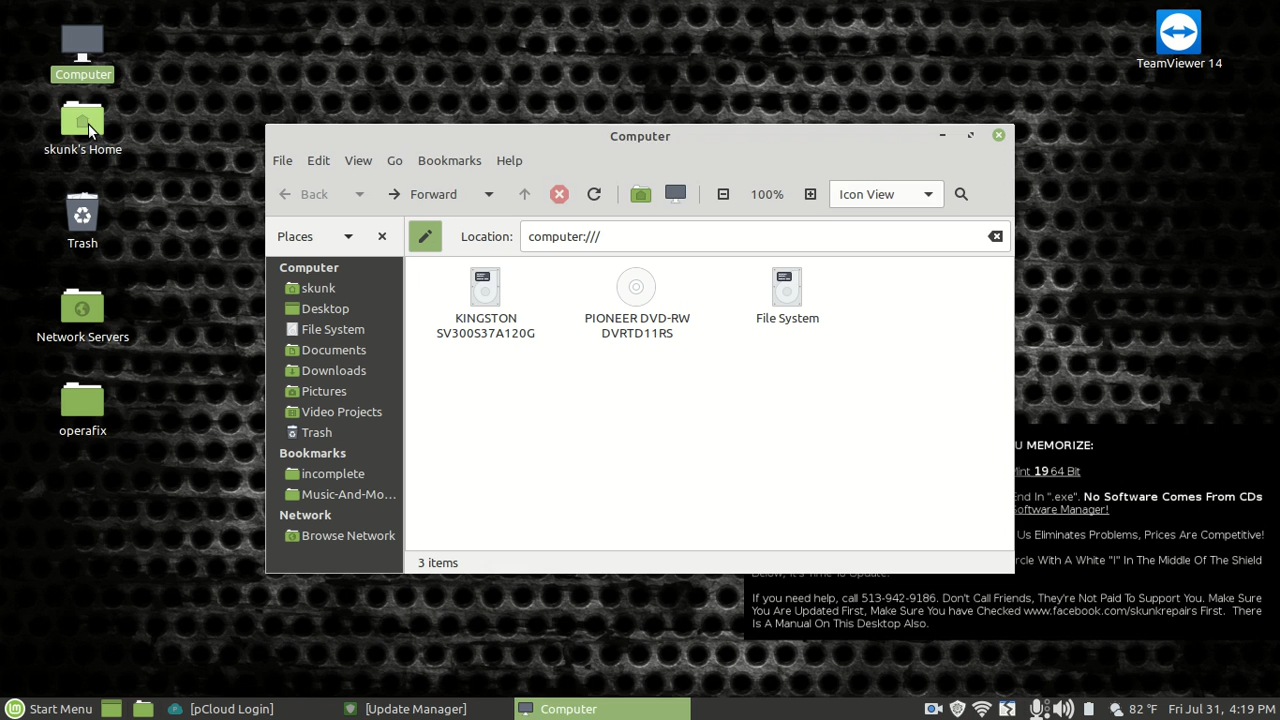 Computer
skunk's Home
Trash
Network Servers
operafix
TeamViewer 14
Computer
File Edit View Go Bookmarks Help
Back Forward 100% Icon View
Places Location: computer:///
Computer
skunk
Desktop
File System
Documents
Downloads
Pictures
Video Projects
Trash
Bookmarks
incomplete
Music-And-Mo...
Network
Browse Network
KINGSTON
SV300S37A120G
PIONEER DVD-RW
DVRTD11RS
File System
3 items
U MEMORIZE:
Mint 19 64 Bit
End In ".exe". No Software Comes From CDs
Software Manager!
Us Eliminates Problems, Prices Are Competitive!
rcle With A White "I" In The Middle Of The Shield
Below, It's Time To Update.
If you need help, call 513-942-9186. Don't Call Friends, They're Not Paid To Support You. Make Sure
You Are Updated First, Make Sure You have Checked www.facebook.com/skunkrepairs First. There
Is A Manual On This Desktop Also.
Start Menu [pCloud Login] [Update Manager] Computer 82 °F Fri Jul 31, 4:19 PM